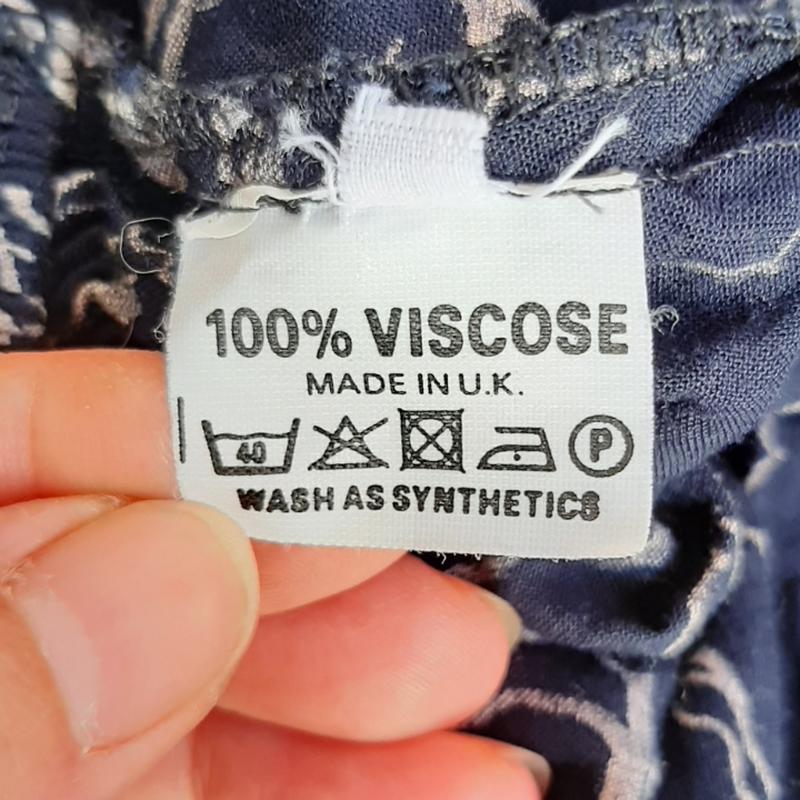 100% VISCOSE
MADE IN U.K.
40 P
WASH AS SYNTHETICS